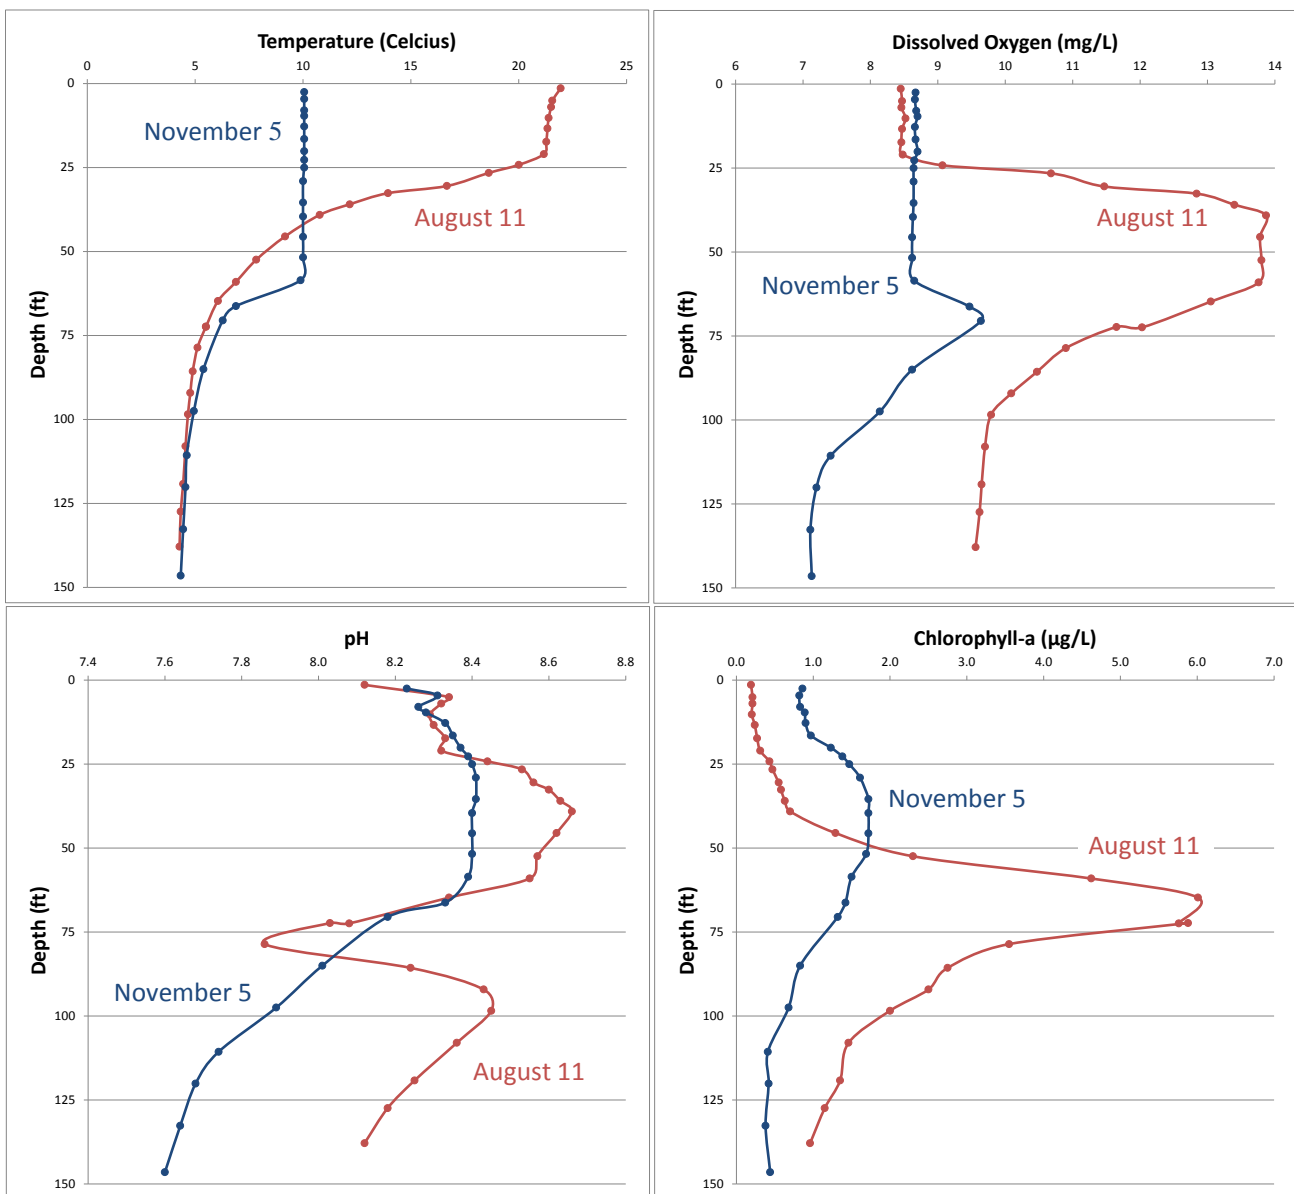 Temperature (Celcius)
0 5 10 15 20 25
0
25
50
75
100
125
150
Depth (ft)
November 5
August 11
Dissolved Oxygen (mg/L)
6 7 8 9 10 11 12 13 14
0
25
50
75
100
125
150
Depth (ft)
August 11
November 5
pH
7.4 7.6 7.8 8.0 8.2 8.4 8.6 8.8
0
25
50
75
100
125
150
Depth (ft)
November 5
August 11
Chlorophyll-a (µg/L)
0.0 1.0 2.0 3.0 4.0 5.0 6.0 7.0
0
25
50
75
100
125
150
Depth (ft)
November 5
August 11